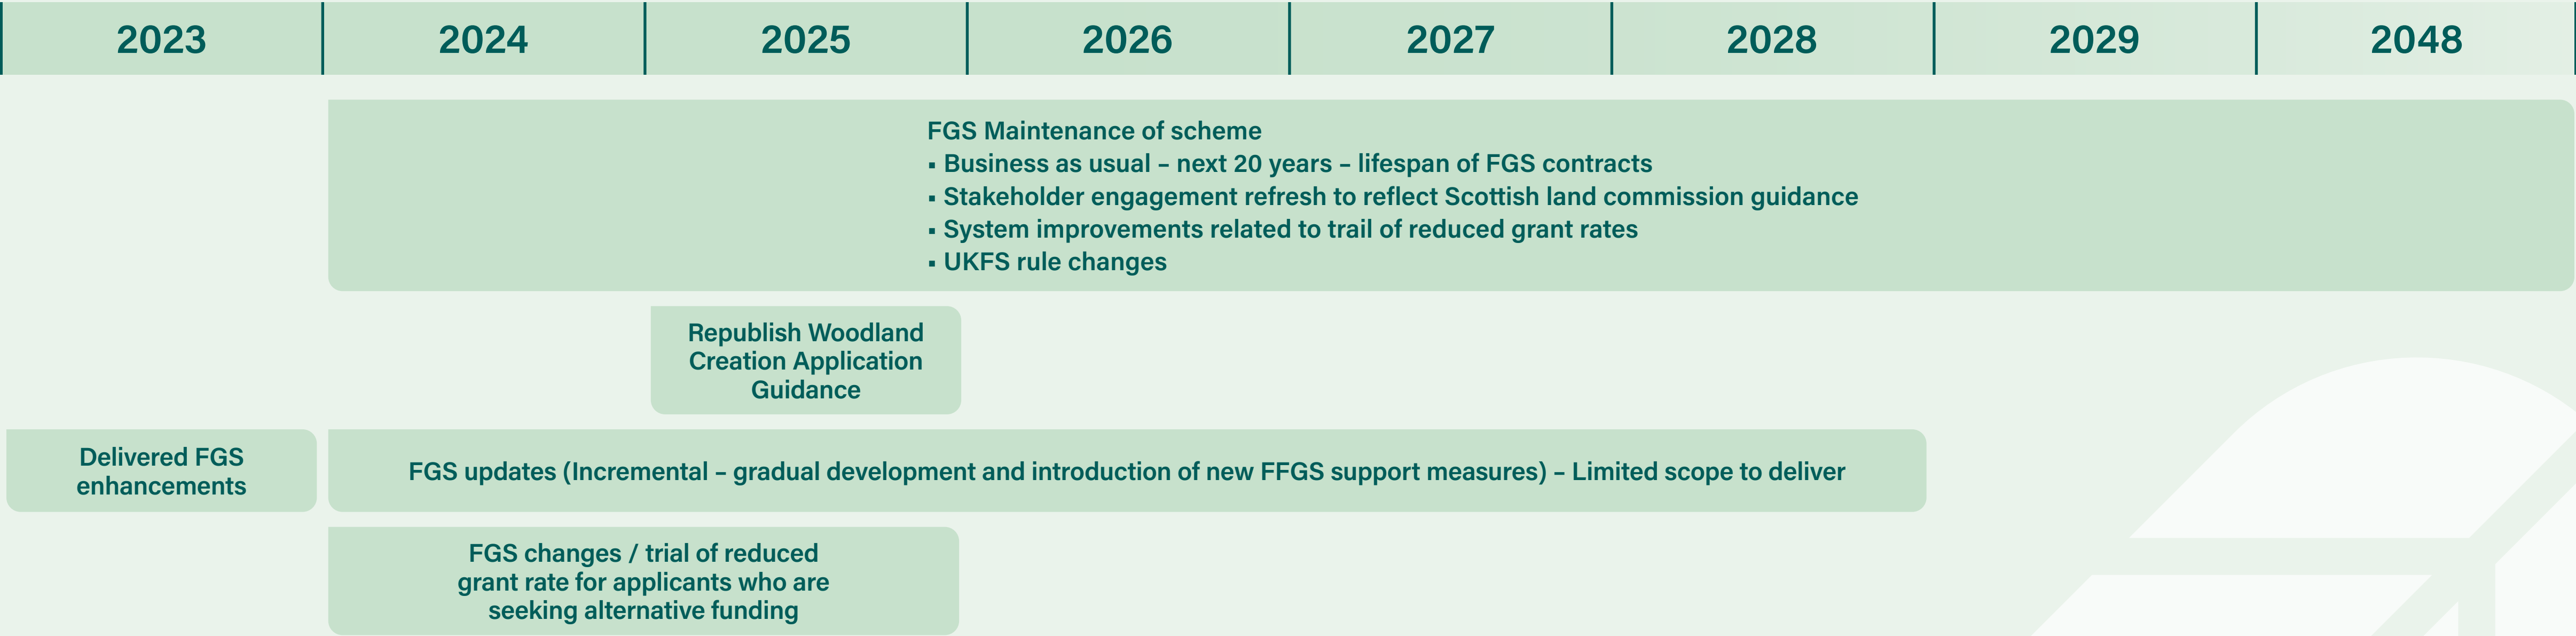 2023 2024 2025 2026 2027 2028 2029 2048
FGS Maintenance of scheme
▪ Business as usual – next 20 years – lifespan of FGS contracts
▪ Stakeholder engagement refresh to reflect Scottish land commission guidance
▪ System improvements related to trail of reduced grant rates
▪ UKFS rule changes
Republish Woodland
Creation Application
Guidance
Delivered FGS
enhancements
FGS updates (Incremental – gradual development and introduction of new FFGS support measures) – Limited scope to deliver
FGS changes / trial of reduced
grant rate for applicants who are
seeking alternative funding